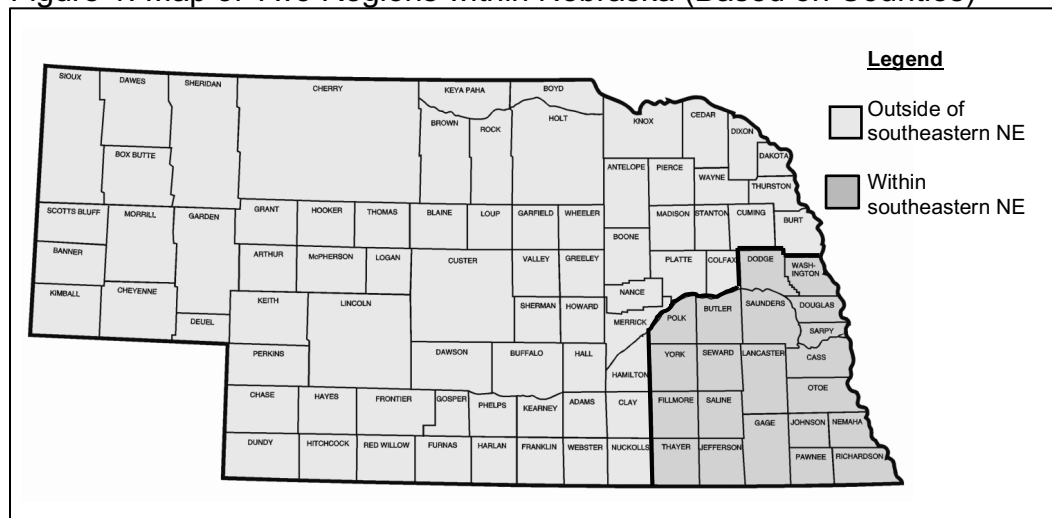 Figure 1. Map of Two Regions within Nebraska (Based on Counties)
Legend
Outside of
southeastern NE
Within
southeastern NE
SIOUX
DAWES
SHERIDAN
CHERRY
KEYA PAHA
BOYD
BROWN
ROCK
HOLT
KNOX
CEDAR
DIXON
DAKOTA
BOX BUTTE
ANTELOPE
PIERCE
WAYNE
THURSTON
SCOTTS BLUFF
MORRILL
GARDEN
GRANT
HOOKER
THOMAS
BLAINE
LOUP
GARFIELD
WHEELER
BOONE
MADISON
STANTON
CUMING
BURT
BANNER
ARTHUR
McPHERSON
LOGAN
CUSTER
VALLEY
GREELEY
PLATTE
COLFAX
DODGE
WASH-
INGTON
KIMBALL
CHEYENNE
DEUEL
KEITH
LINCOLN
SHERMAN
HOWARD
NANCE
MERRICK
POLK
BUTLER
SAUNDERS
DOUGLAS
SARPY
PERKINS
DAWSON
BUFFALO
HALL
HAMILTON
YORK
SEWARD
LANCASTER
CASS
CHASE
HAYES
FRONTIER
GOSPER
PHELPS
KEARNEY
ADAMS
CLAY
FILLMORE
SALINE
OTOE
GAGE
JOHNSON
NEMAHA
DUNDY
HITCHCOCK
RED WILLOW
FURNAS
HARLAN
FRANKLIN
WEBSTER
NUCKOLLS
THAYER
JEFFERSON
PAWNEE
RICHARDSON